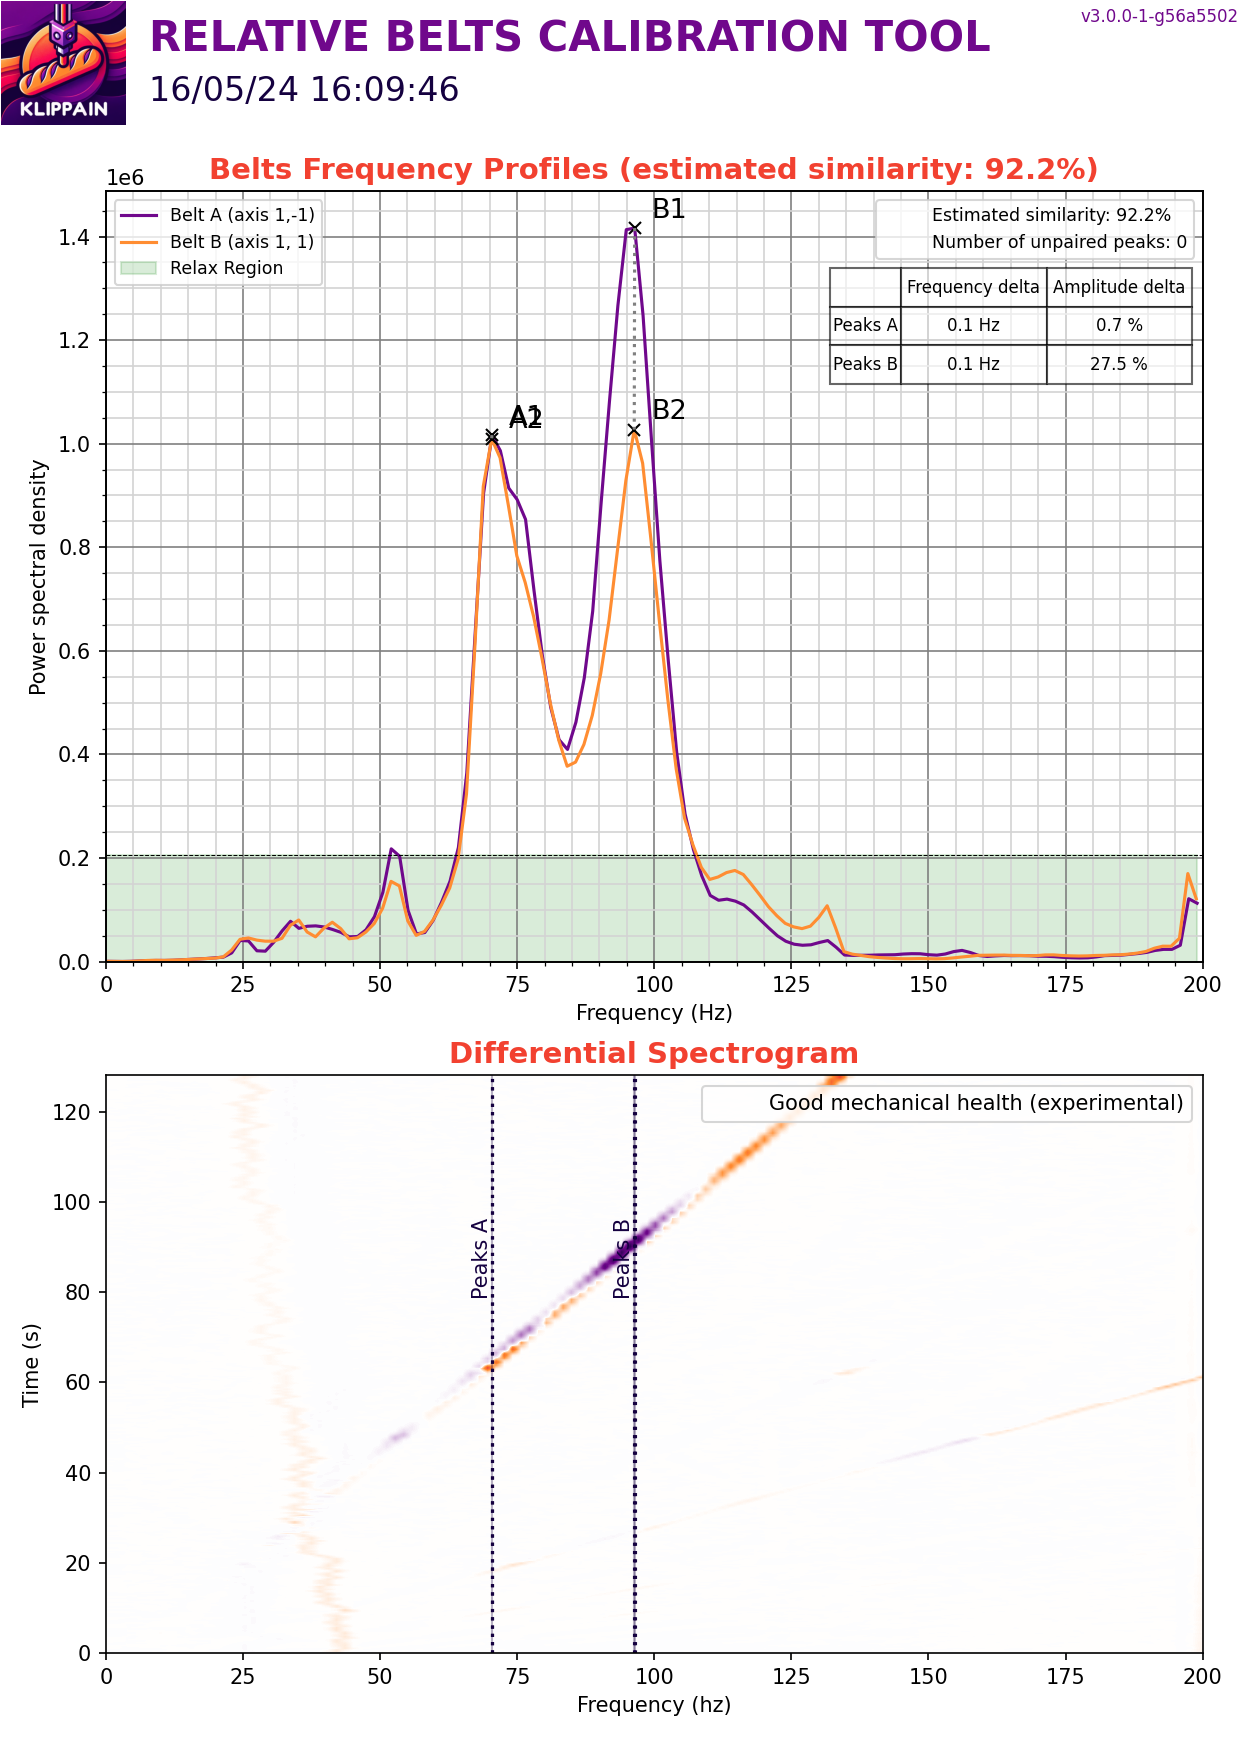 KLIPPAIN
RELATIVE BELTS CALIBRATION TOOL
v3.0.0-1-g56a5502
16/05/24 16:09:46
Belts Frequency Profiles (estimated similarity: 92.2%)
1e6
Belt A (axis 1,-1)
Belt B (axis 1, 1)
Relax Region
Estimated similarity: 92.2%
Number of unpaired peaks: 0
Frequency delta Amplitude delta
Peaks A 0.1 Hz 0.7 %
Peaks B 0.1 Hz 27.5 %
B1
B2
A1
A2
Power spectral density
1.4
1.2
1.0
0.8
0.6
0.4
0.2
0.0
0 25 50 75 100 125 150 175 200
Frequency (Hz)
Differential Spectrogram
Good mechanical health (experimental)
Peaks A
Peaks B
Time (s)
120
100
80
60
40
20
0
0 25 50 75 100 125 150 175 200
Frequency (hz)